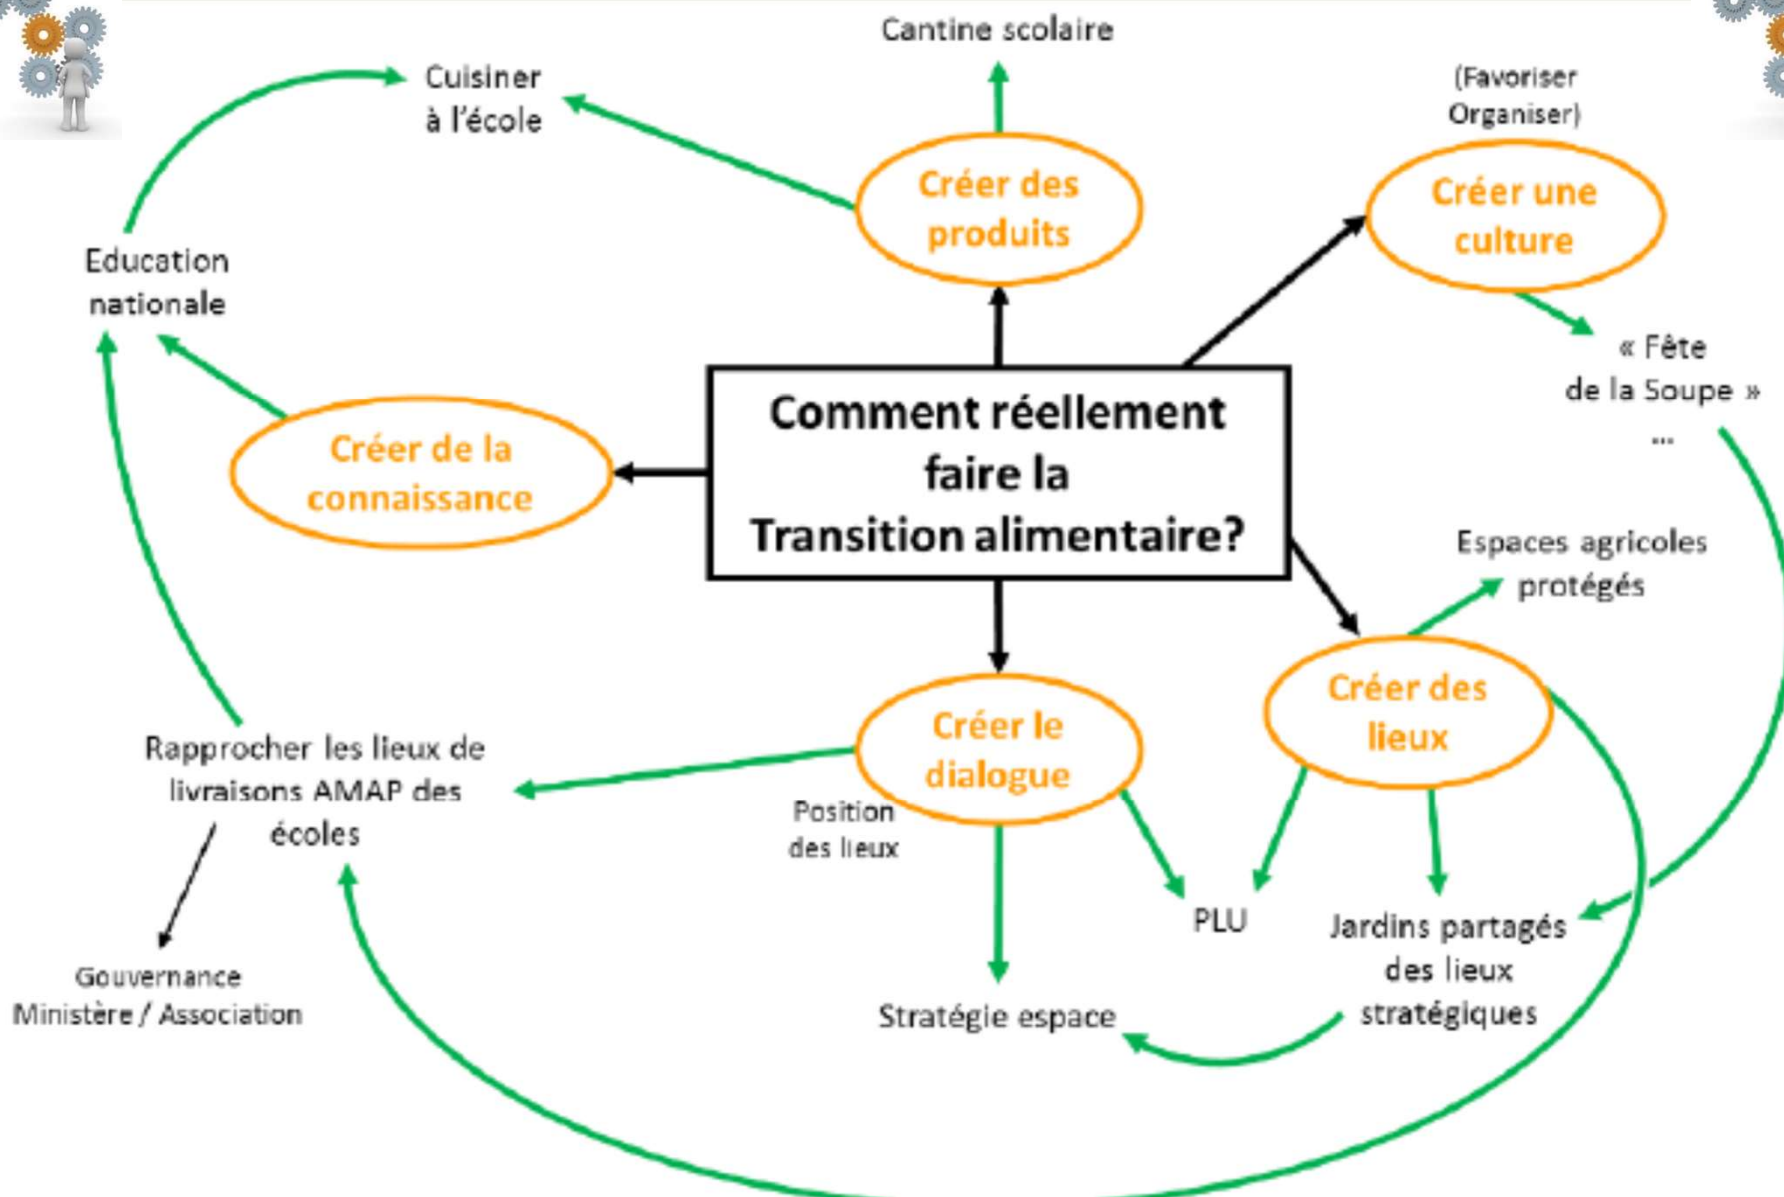 Cantine scolaire
Cuisiner
à l'école
(Favoriser
Organiser)
Créer des
produits
Créer une
culture
Education
nationale
« Fête
de la Soupe »
...
Comment réellement
faire la
Transition alimentaire?
Créer de la
connaissance
Espaces agricoles
protégés
Créer des
lieux
Créer le
dialogue
Rapprocher les lieux de
livraisons AMAP des
écoles
Position
des lieux
PLU
Jardins partagés
des lieux
stratégiques
Gouvernance
Ministère / Association
Stratégie espace